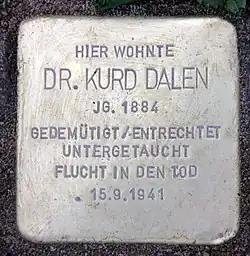 HIER WOHNTE
DR. KURD DALEN
JG. 1884
GEDEMÜTIGT/ENTRECHTET
UNTERGETAUCHT
FLUCHT IN DEN TOD
15.9.1941